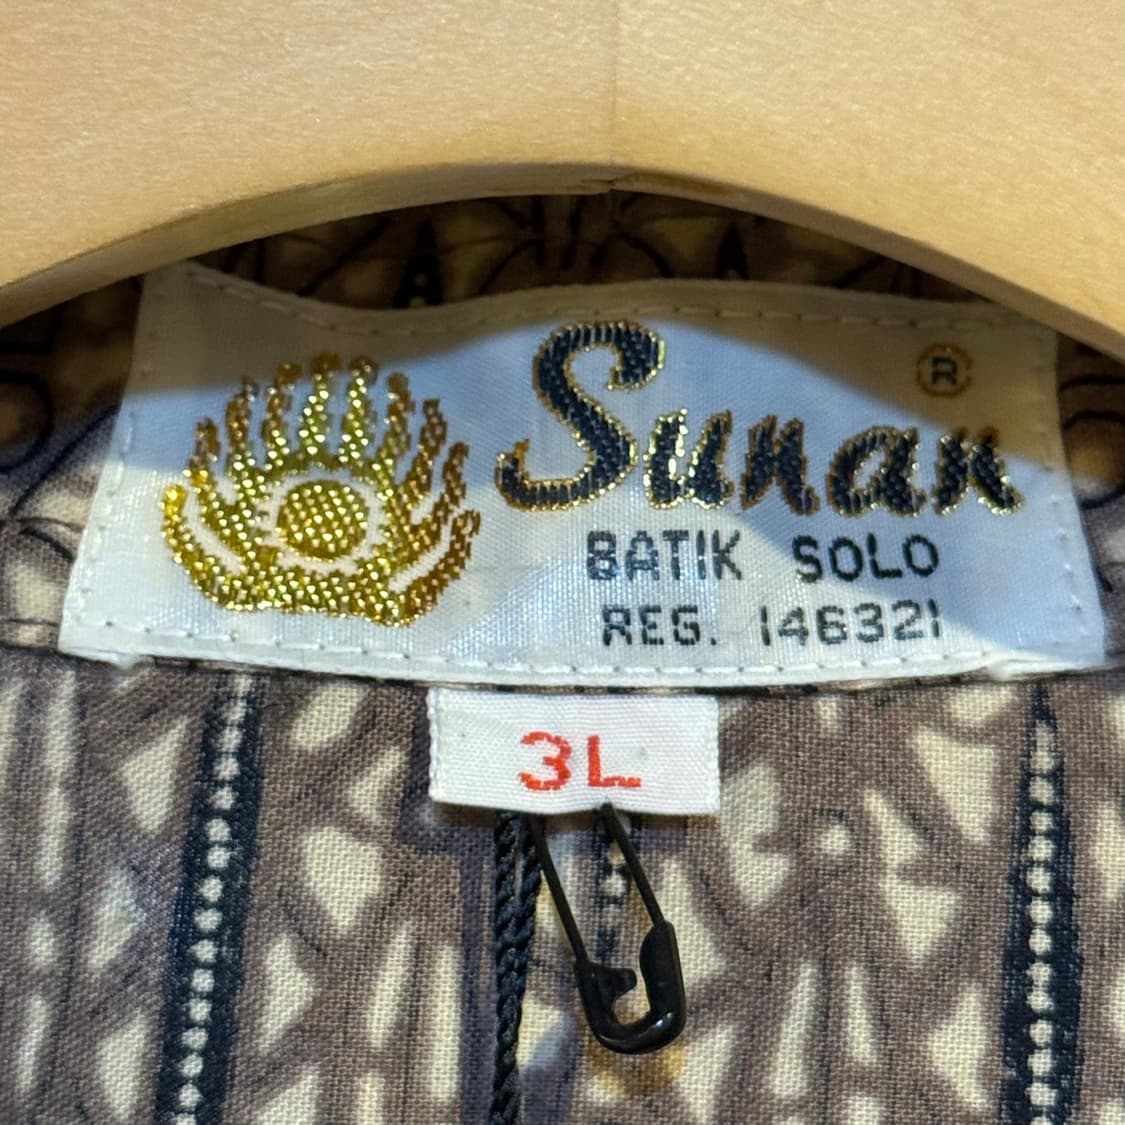 Sunan ®
BATIK SOLO
REG. 146321
3L